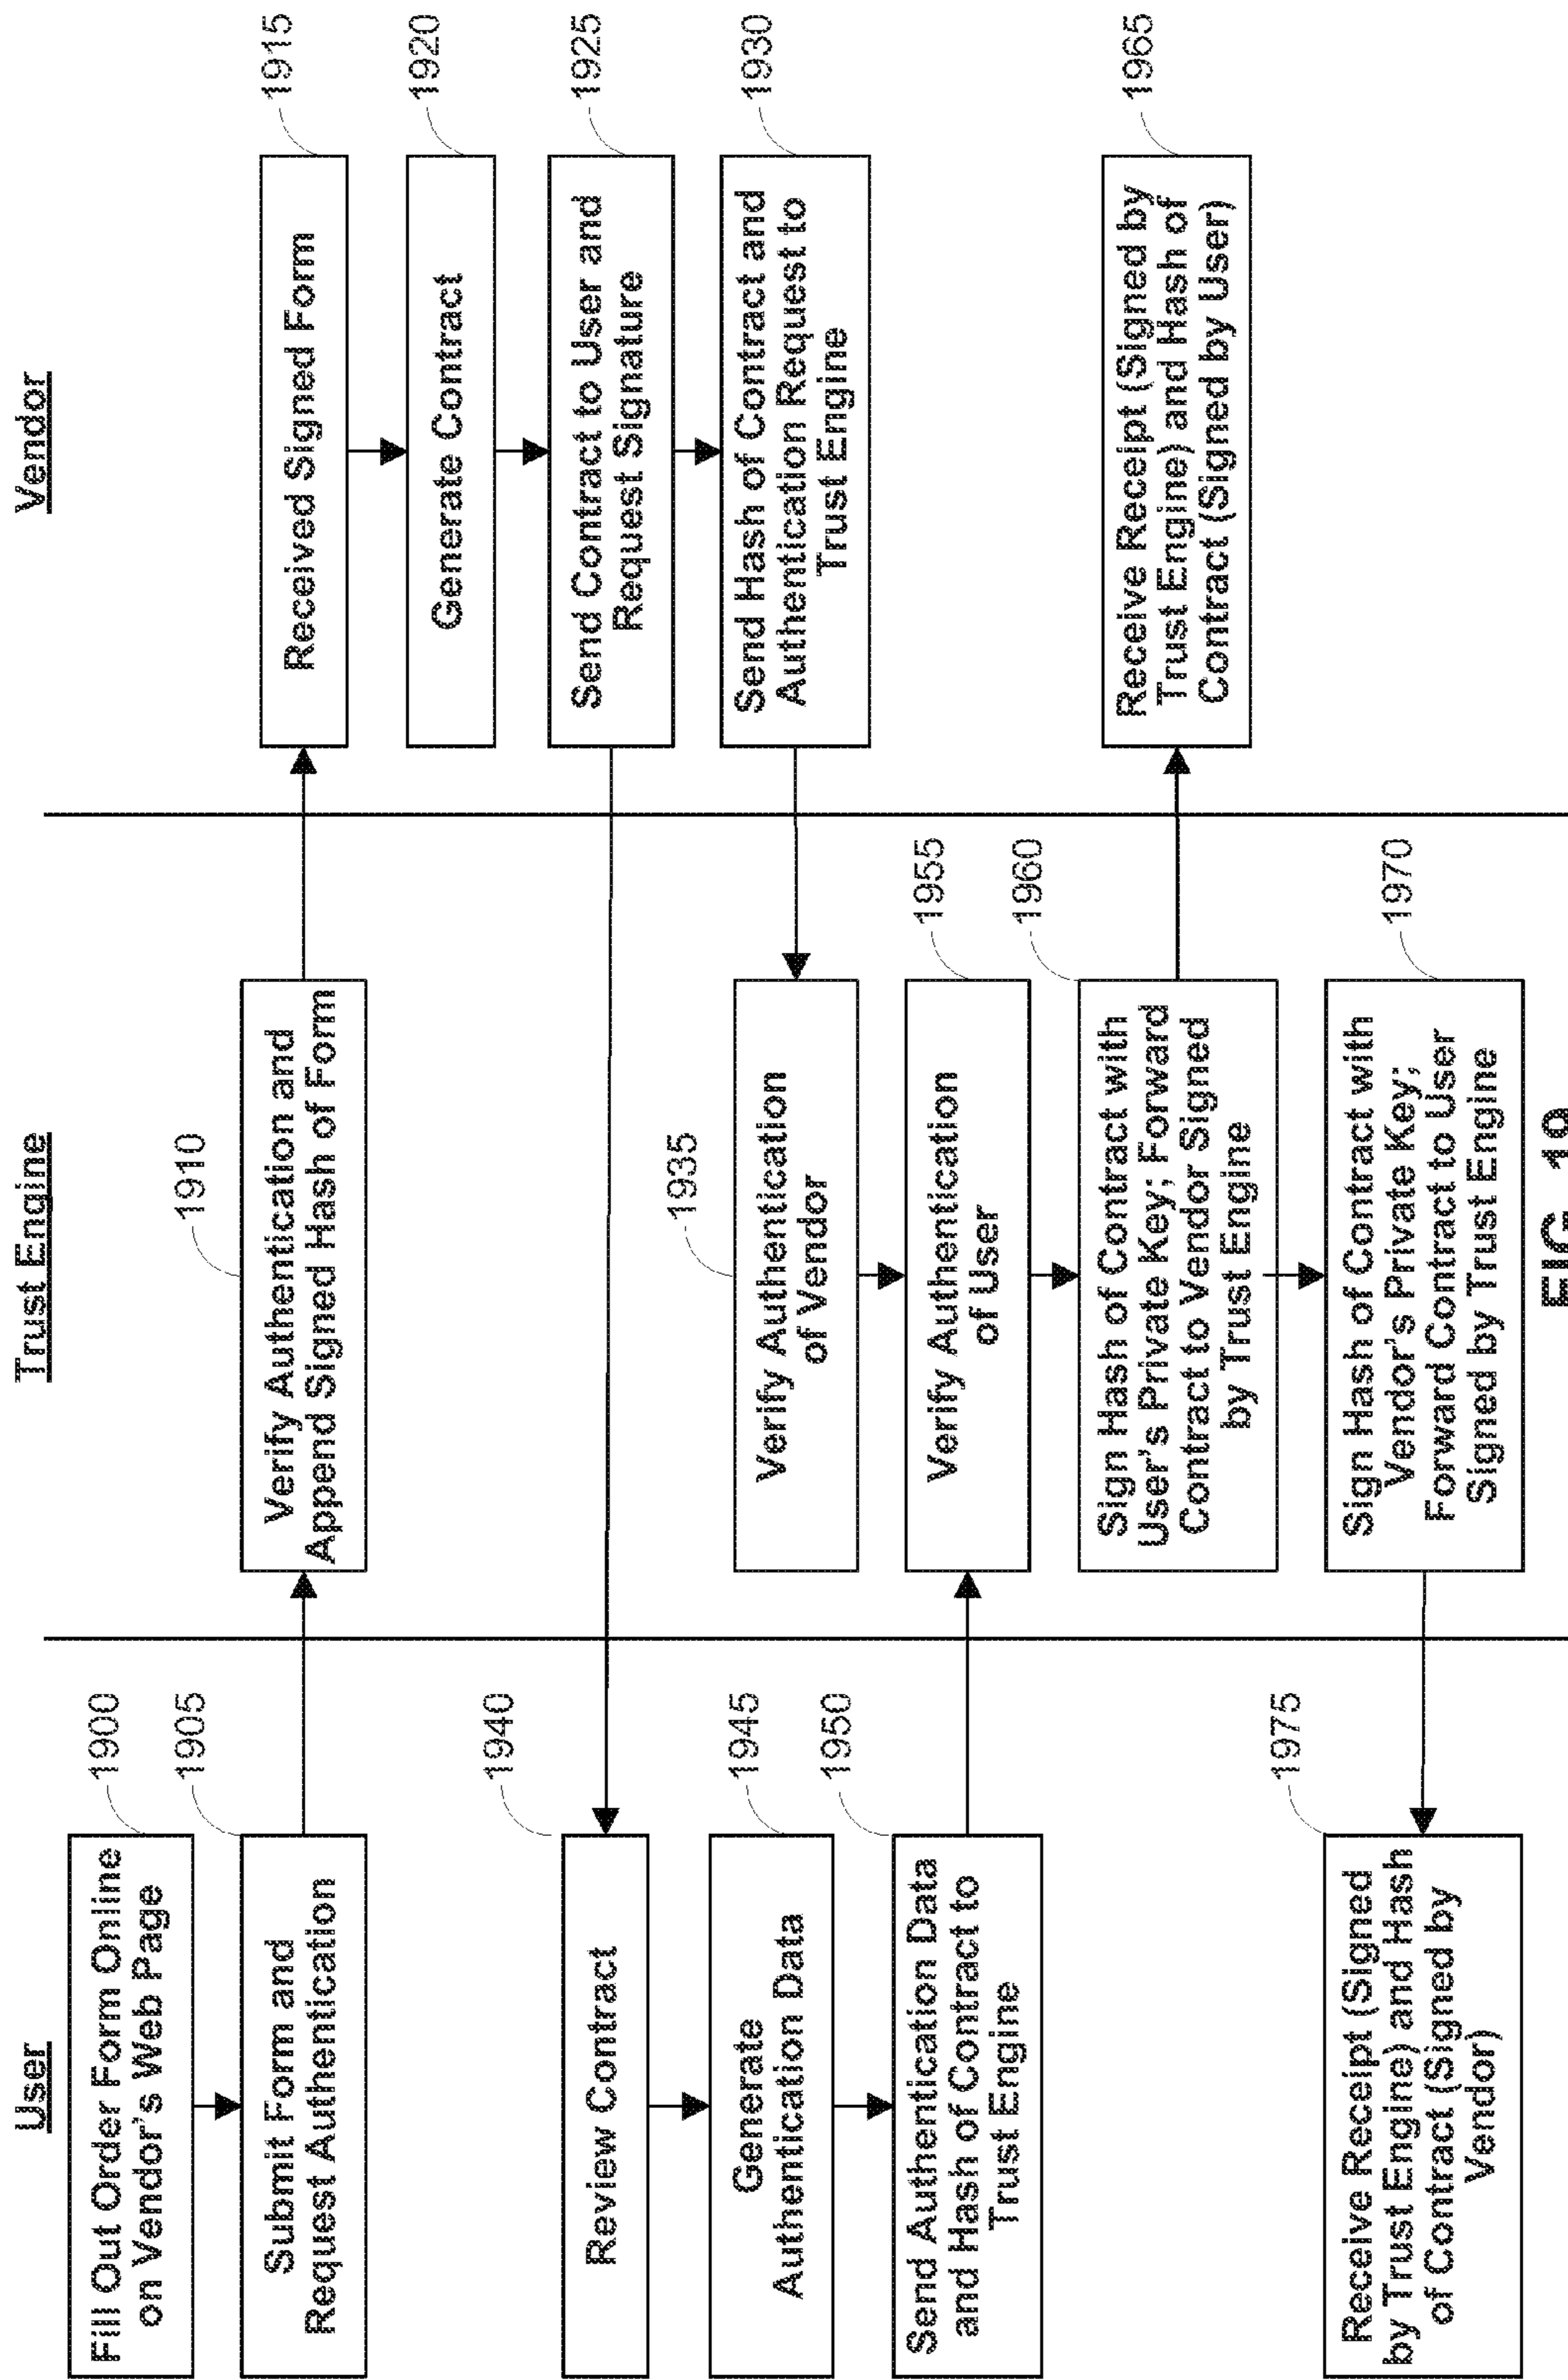 User
Trust Engine
Vendor
Fill Out Order Form Online
on Vendor's Web Page
1900
Submit Form and
Request Authentication
1905
Verify Authentication and
Append Signed Hash of Form
1910
Received Signed Form
1915
Generate Contract
1920
Send Contract to User and
Request Signature
1925
Send Hash of Contract and
Authentication Request to
Trust Engine
1930
Verify Authentication
of Vendor
1935
Review Contract
1940
Generate
Authentication Data
1945
Send Authentication Data
and Hash of Contract to
Trust Engine
1950
Verify Authentication
of User
1955
Sign Hash of Contract with
User's Private Key; Forward
Contract to Vendor Signed
by Trust Engine
1960
Receive Receipt (Signed by
Trust Engine) and Hash of
Contract (Signed by User)
1965
Sign Hash of Contract with
Vendor's Private Key;
Forward Contract to User
Signed by Trust Engine
1970
Receive Receipt (Signed
by Trust Engine) and Hash
of Contract (Signed by
Vendor)
1975
FIG. 19